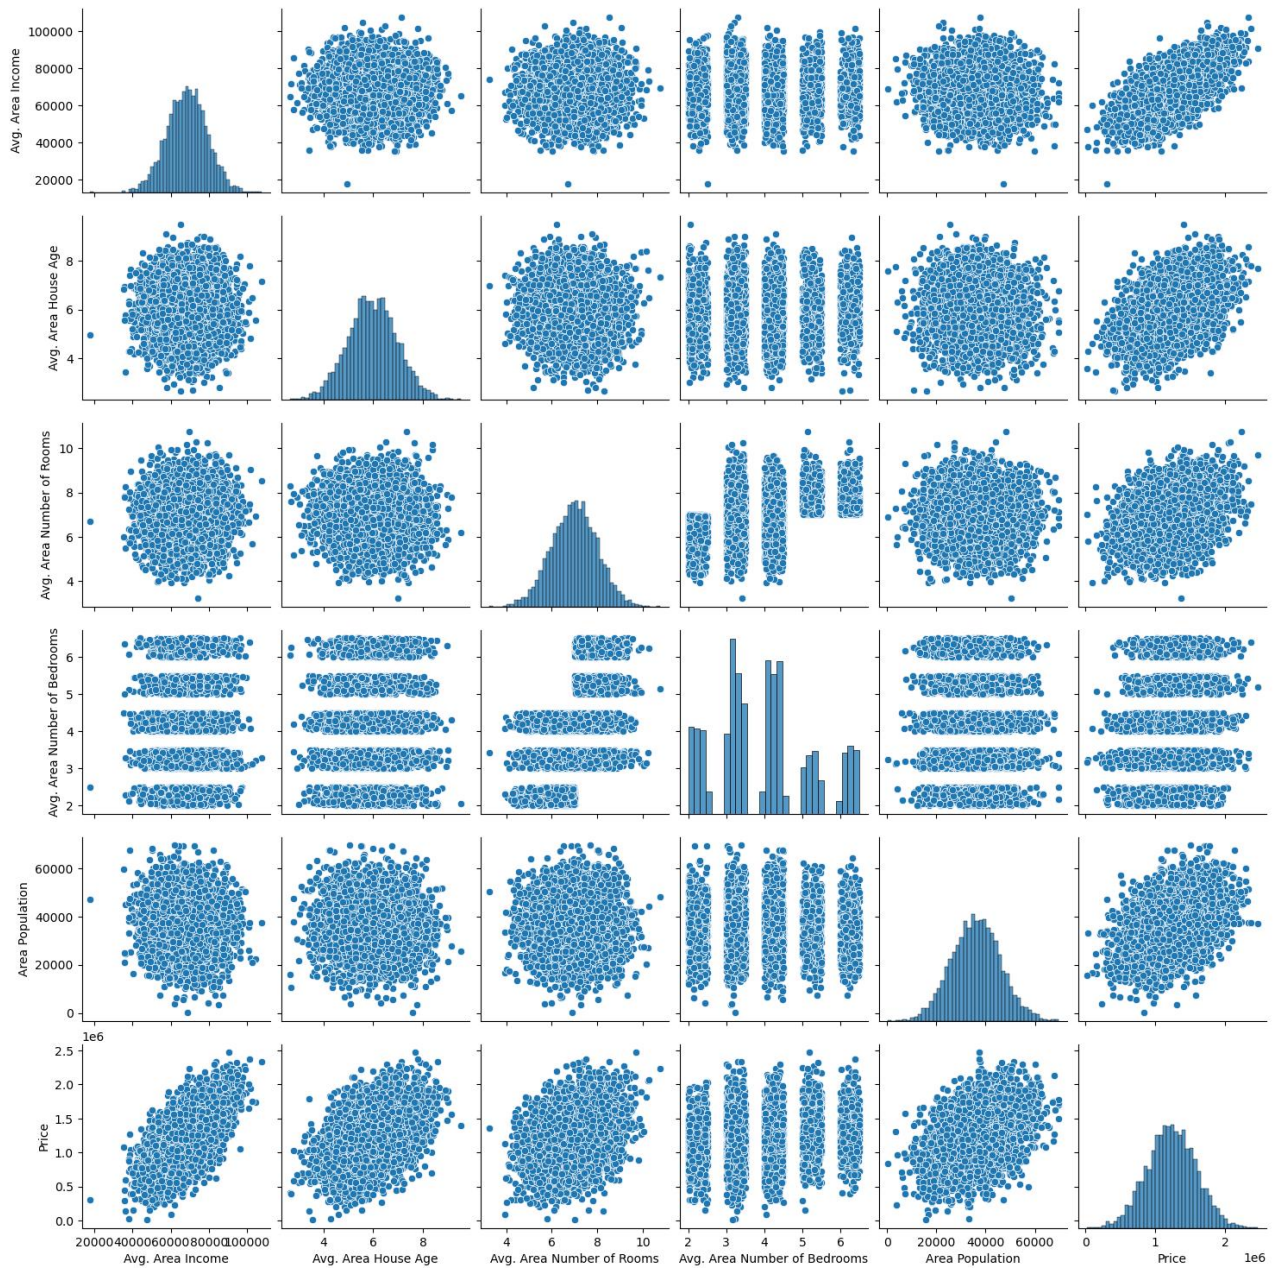 100000
80000
60000
40000
20000
Avg. Area Income
8
6
4
Avg. Area House Age
10
8
6
4
Avg. Area Number of Rooms
6
5
4
3
2
Avg. Area Number of Bedrooms
60000
40000
20000
0
Area Population
1e6
2.5
2.0
1.5
1.0
0.5
0.0
Price
20000 40000 60000 80000 100000
4 6 8
4 6 8 10
2 3 4 5 6
0 20000 40000 60000
0 1 2
1e6
Avg. Area Income
Avg. Area House Age
Avg. Area Number of Rooms
Avg. Area Number of Bedrooms
Area Population
Price